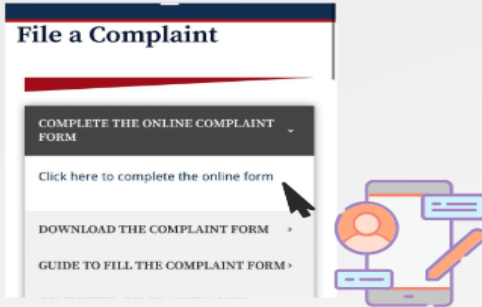 File a Complaint
COMPLETE THE ONLINE COMPLAINT
FORM
Click here to complete the online form
DOWNLOAD THE COMPLAINT FORM
GUIDE TO FILL THE COMPLAINT FORM